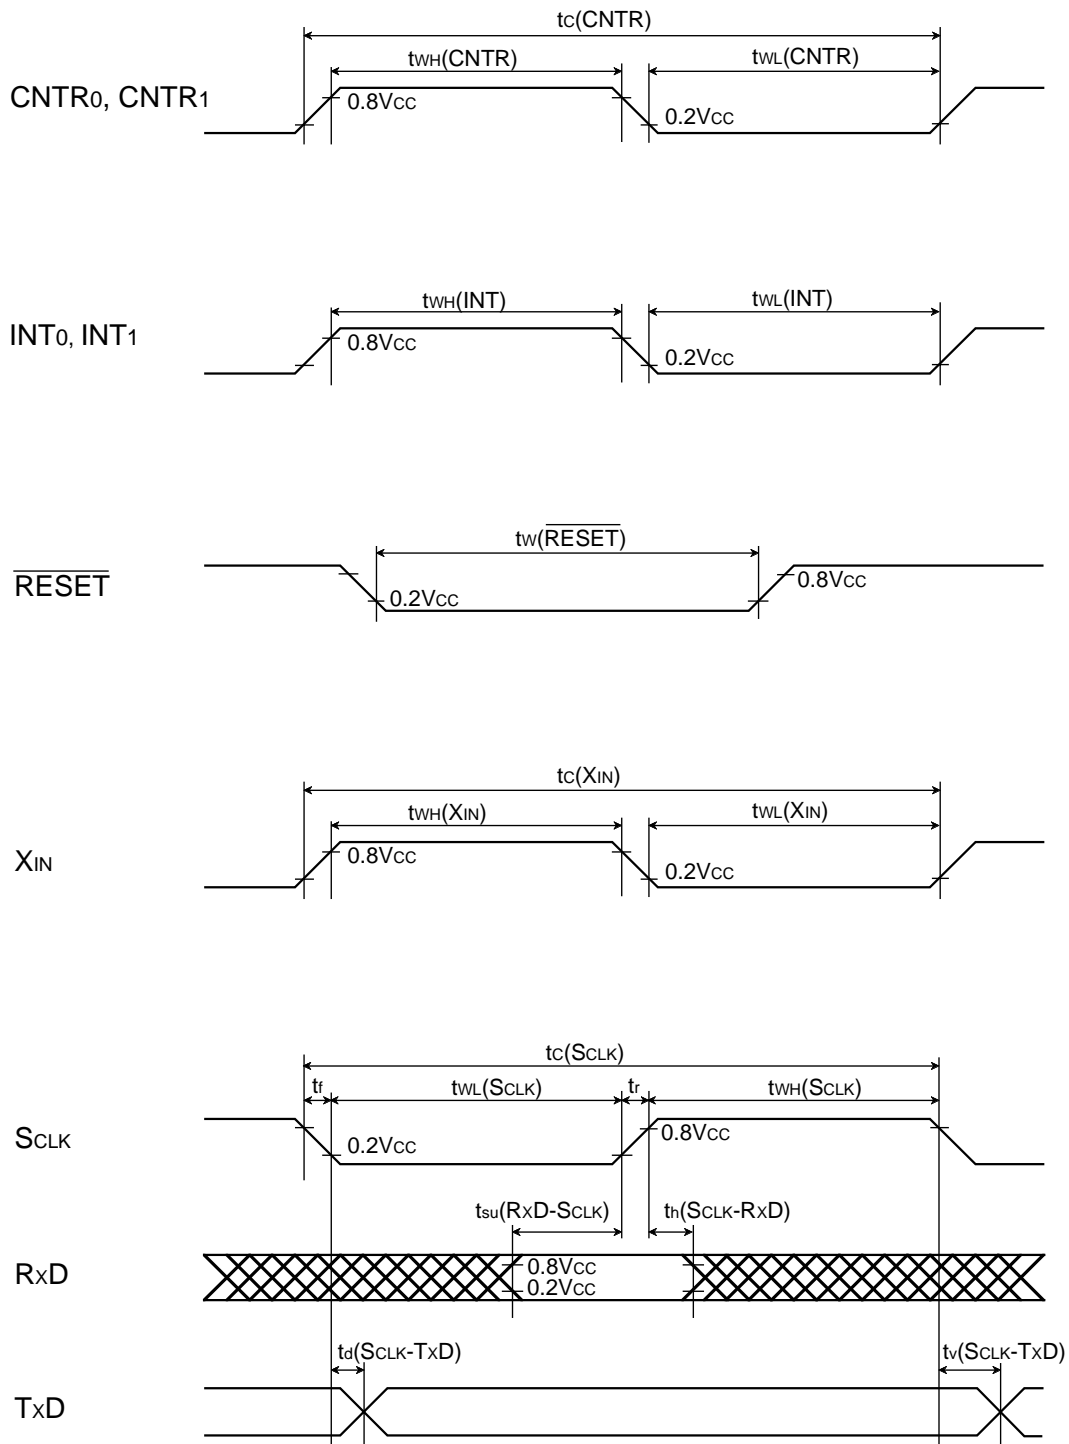 tC(CNTR)
tWH(CNTR) tWL(CNTR)
CNTR0, CNTR1 0.8VCC 0.2VCC
tWH(INT) tWL(INT)
INT0, INT1 0.8VCC 0.2VCC
tW(R̅E̅S̅E̅T̅)
R̅E̅S̅E̅T̅ 0.2VCC 0.8VCC
tC(XIN)
tWH(XIN) tWL(XIN)
XIN 0.8VCC 0.2VCC
tC(SCLK)
tf tWL(SCLK) tr tWH(SCLK)
SCLK 0.2VCC 0.8VCC
tsu(RXD-SCLK) th(SCLK-RXD)
RXD 0.8VCC
0.2VCC
td(SCLK-TXD) tv(SCLK-TXD)
TXD